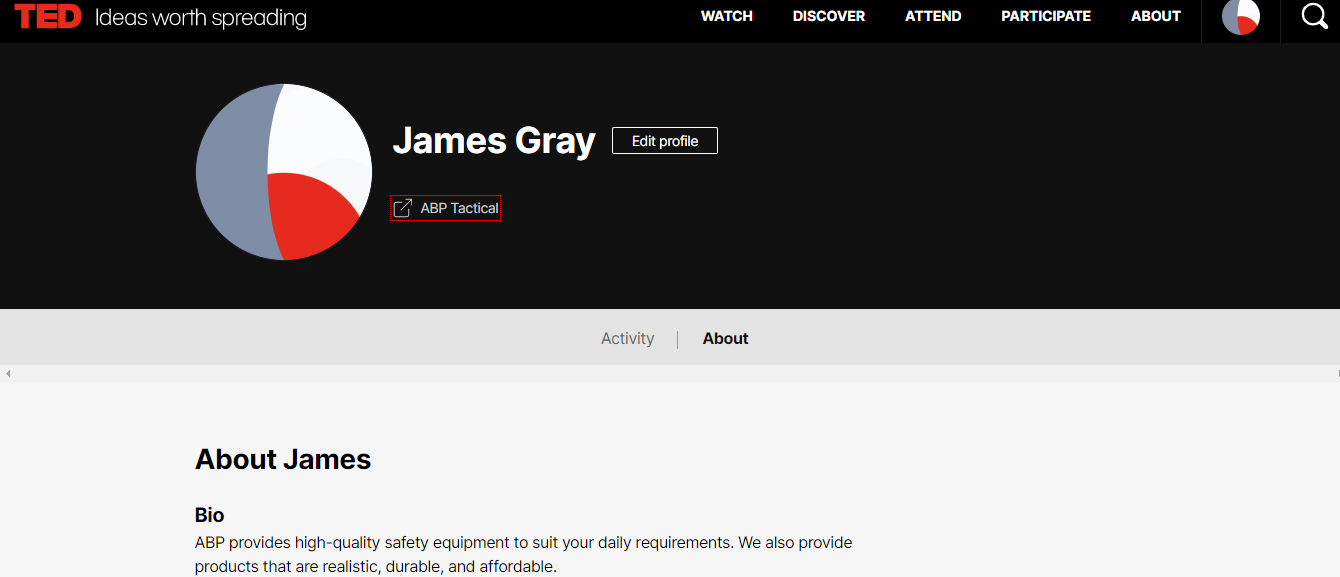 TED Ideas worth spreading WATCH DISCOVER ATTEND PARTICIPATE ABOUT
James Gray Edit profile
ABP Tactical
Activity About
About James
Bio
ABP provides high-quality safety equipment to suit your daily requirements. We also provide
products that are realistic, durable, and affordable.